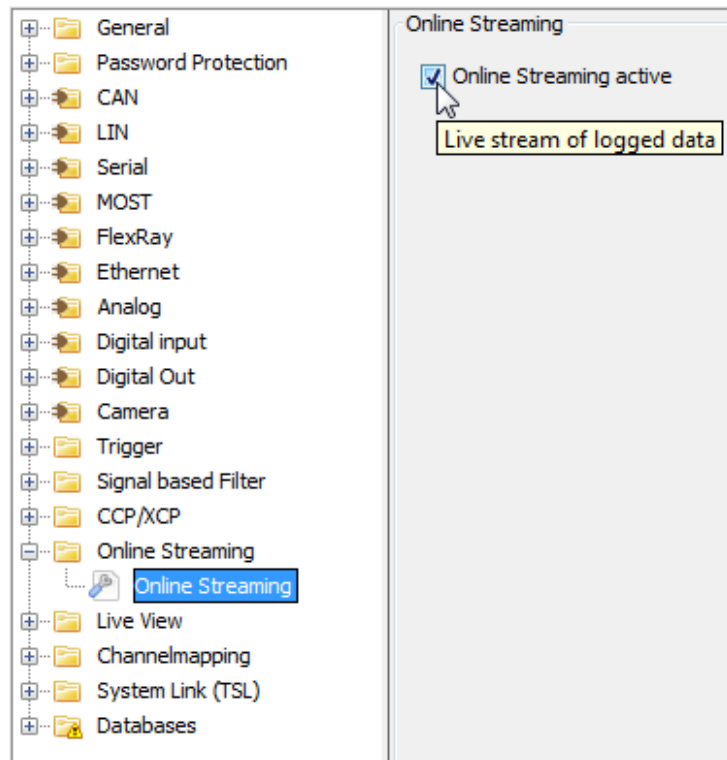 General
Password Protection
CAN
LIN
Serial
MOST
FlexRay
Ethernet
Analog
Digital input
Digital Out
Camera
Trigger
Signal based Filter
CCP/XCP
Online Streaming
Online Streaming
Live View
Channelmapping
System Link (TSL)
Databases
Online Streaming
Online Streaming active
Live stream of logged data